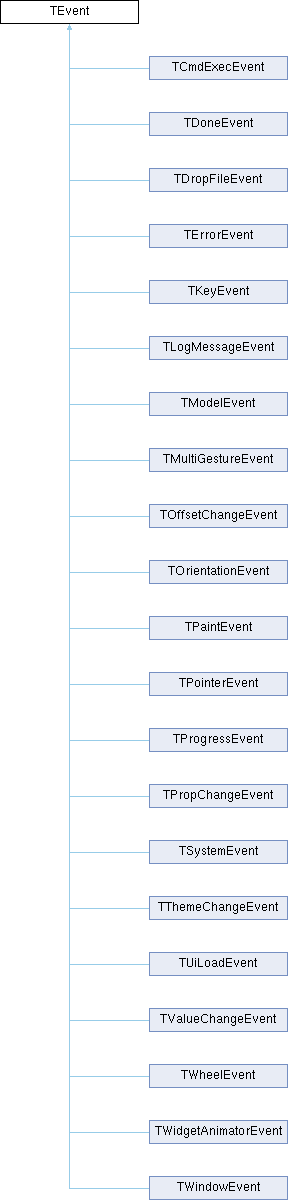 TEvent
TCmdExecEvent
TDoneEvent
TDropFileEvent
TErrorEvent
TKeyEvent
TLogMessageEvent
TModelEvent
TMultiGestureEvent
TOffsetChangeEvent
TOrientationEvent
TPaintEvent
TPointerEvent
TProgressEvent
TPropChangeEvent
TSystemEvent
TThemeChangeEvent
TUiLoadEvent
TValueChangeEvent
TWheelEvent
TWidgetAnimatorEvent
TWindowEvent